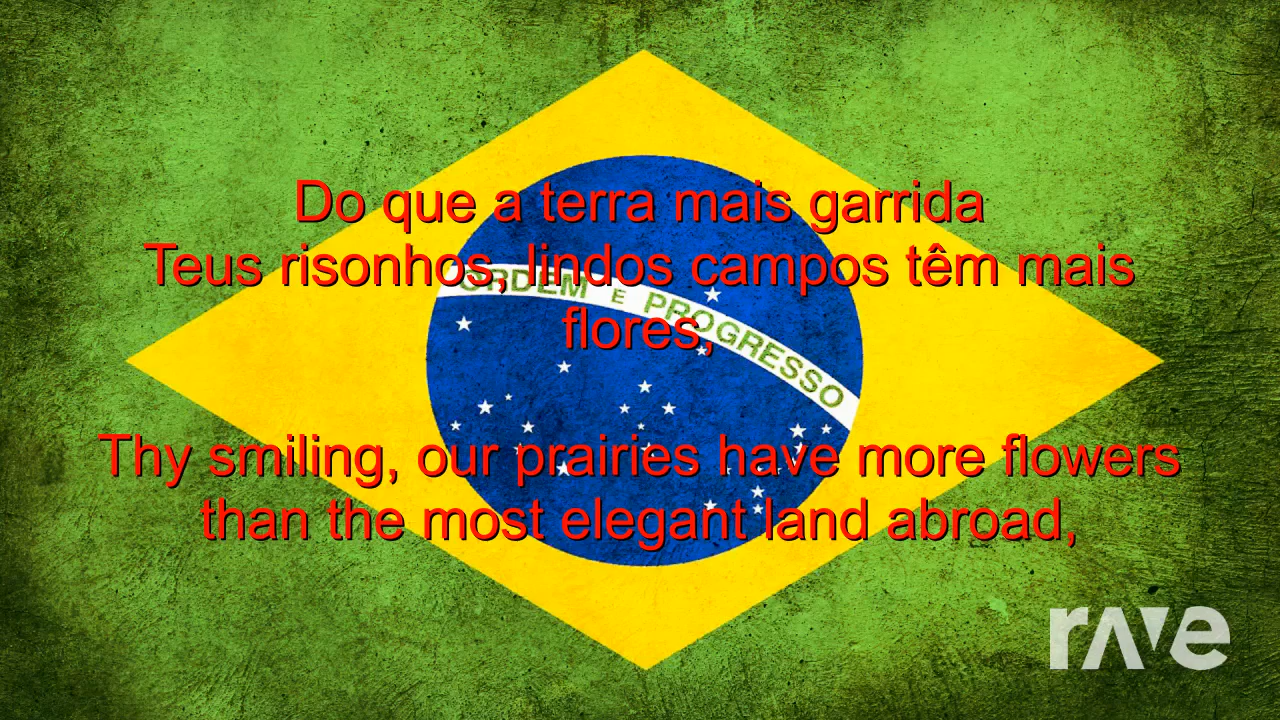 Do que a terra mais garrida
Teus risonhos, lindos campos têm mais
flores,
ORDEM E PROGRESSO
Thy smiling, our prairies have more flowers
than the most elegant land abroad,
rave